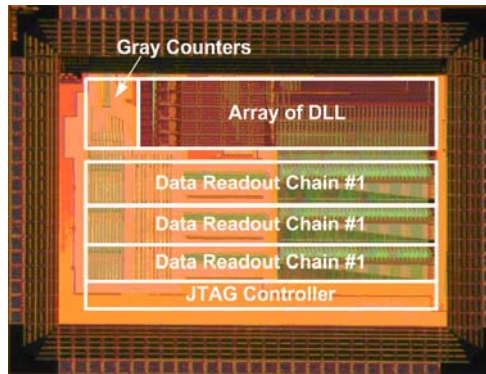 Gray Counters
Array of DLL
Data Readout Chain #1
Data Readout Chain #1
Data Readout Chain #1
JTAG Controller